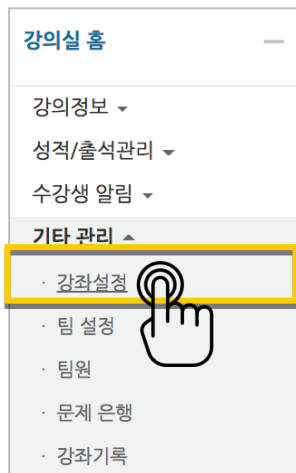 강의실 홈
강의정보
성적/출석관리
수강생 알림
기타 관리
· 강좌설정
· 팀 설정
· 팀원
· 문제 은행
· 강좌기록